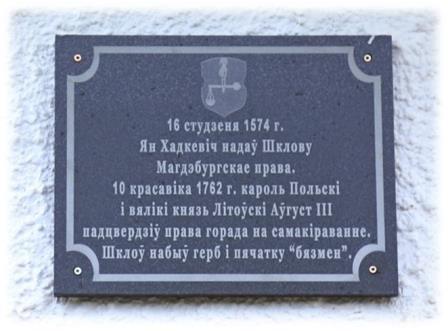 16 студзеня 1574 г.
Ян Хадкевіч надаў Шклову
Магдэбургскае права.
10 красавіка 1762 г. кароль Польскі
і вялікі князь Літоўскі Аўгуст III
падцвердзіў права горада на самакіраванне.
Шклоў набыў герб і пячатку “бязмен”.